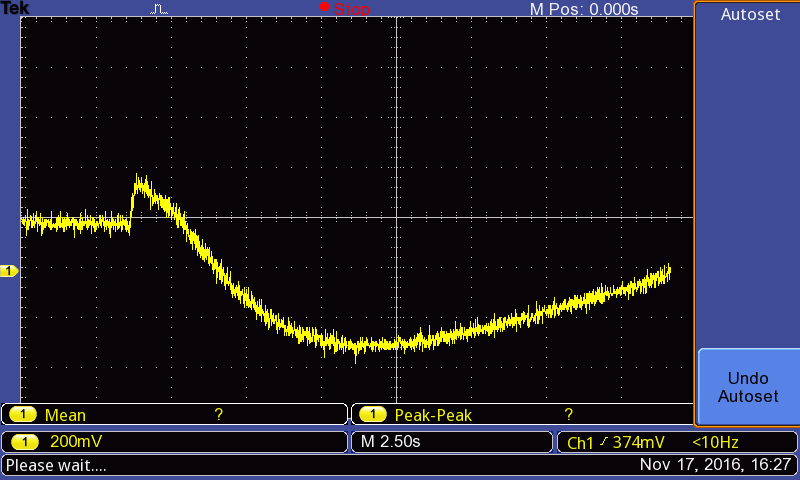 Tek Stop M Pos: 0.000s
Autoset
1
1 Mean ? 1 Peak-Peak ?
Undo
Autoset
1 200mV M 2.50s Ch1 374mV <10Hz
Please wait.... Nov 17, 2016, 16:27